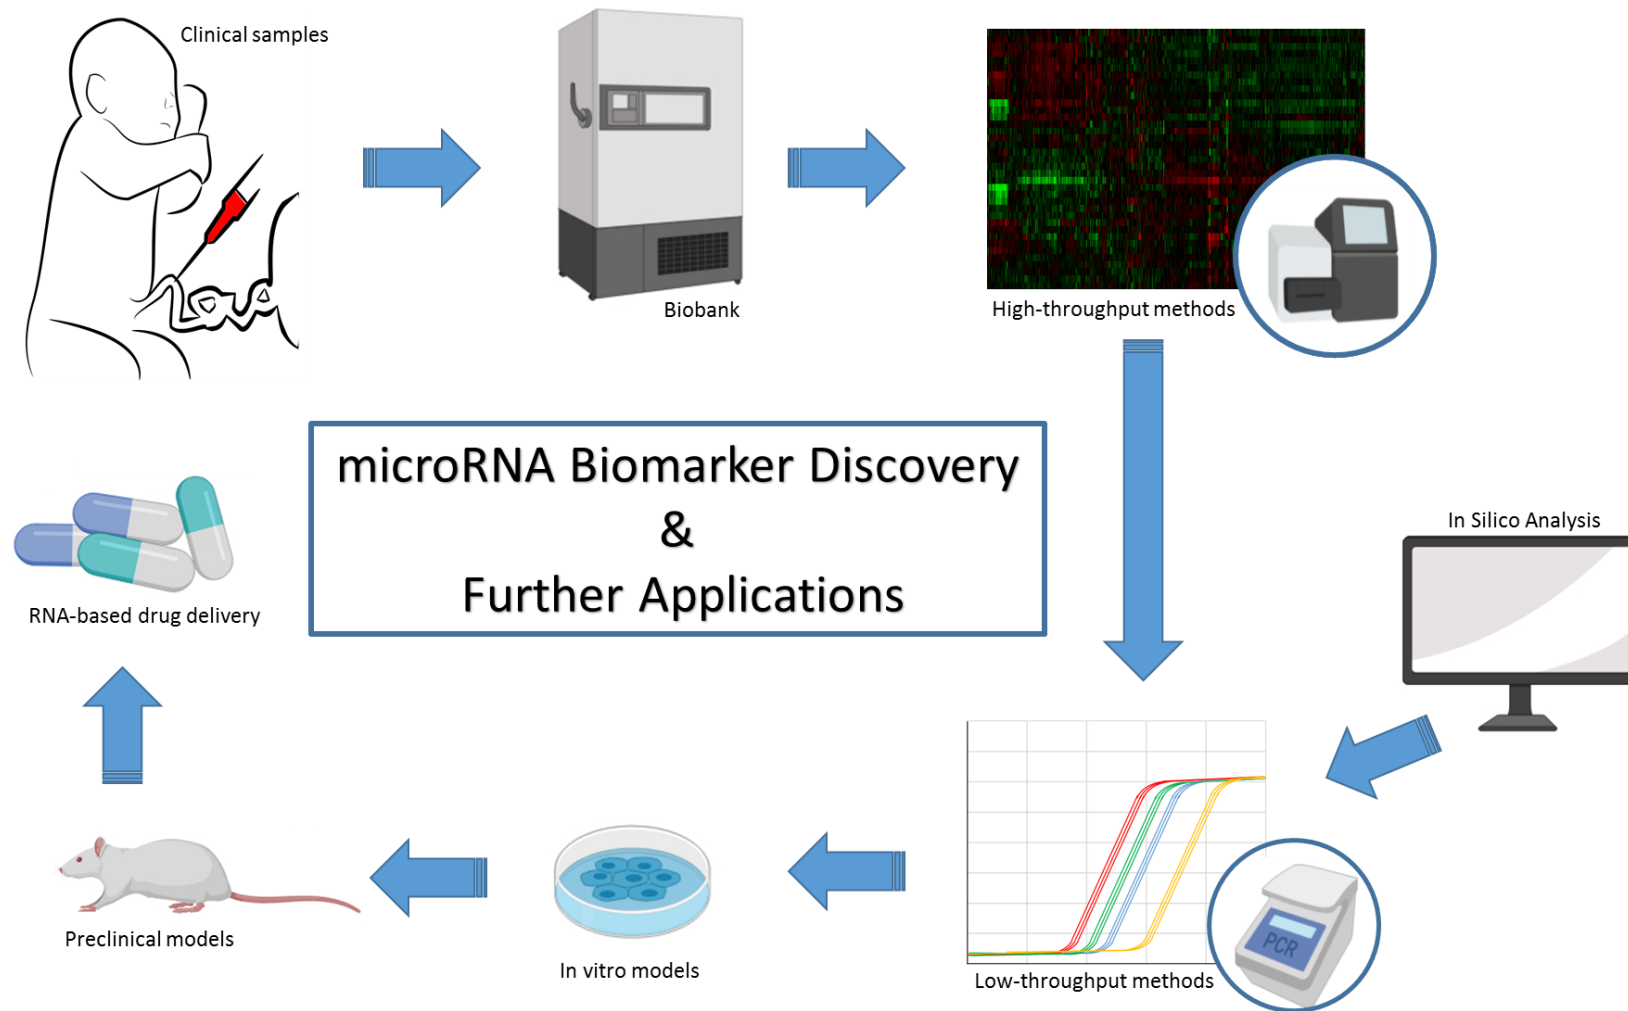 Clinical samples
Biobank
High-throughput methods
microRNA Biomarker Discovery
&
Further Applications
In Silico Analysis
RNA-based drug delivery
PCR
Low-throughput methods
In vitro models
Preclinical models